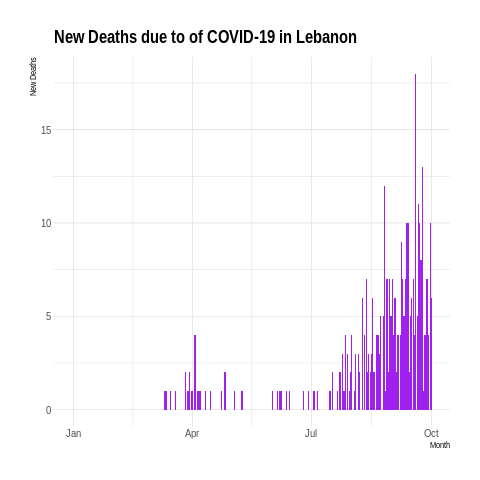 New Deaths due to of COVID-19 in Lebanon
New Deaths
15
10
5
0
Jan
Apr
Jul
Oct
Month